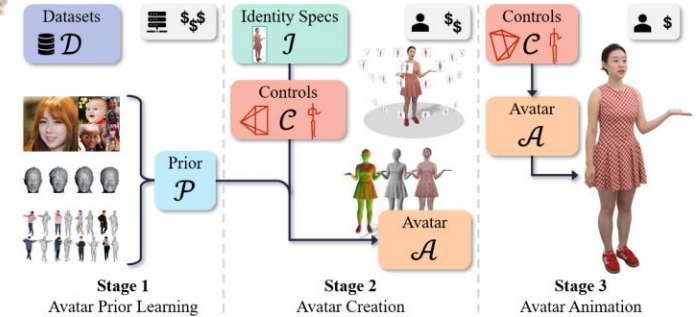 Datasets
𝒟
$$$
Identity Specs
ℐ
$$
Controls
𝒞
$
Controls
𝒞
Avatar
𝒜
Prior
𝒫
Avatar
𝒜
Stage 1
Avatar Prior Learning
Stage 2
Avatar Creation
Stage 3
Avatar Animation